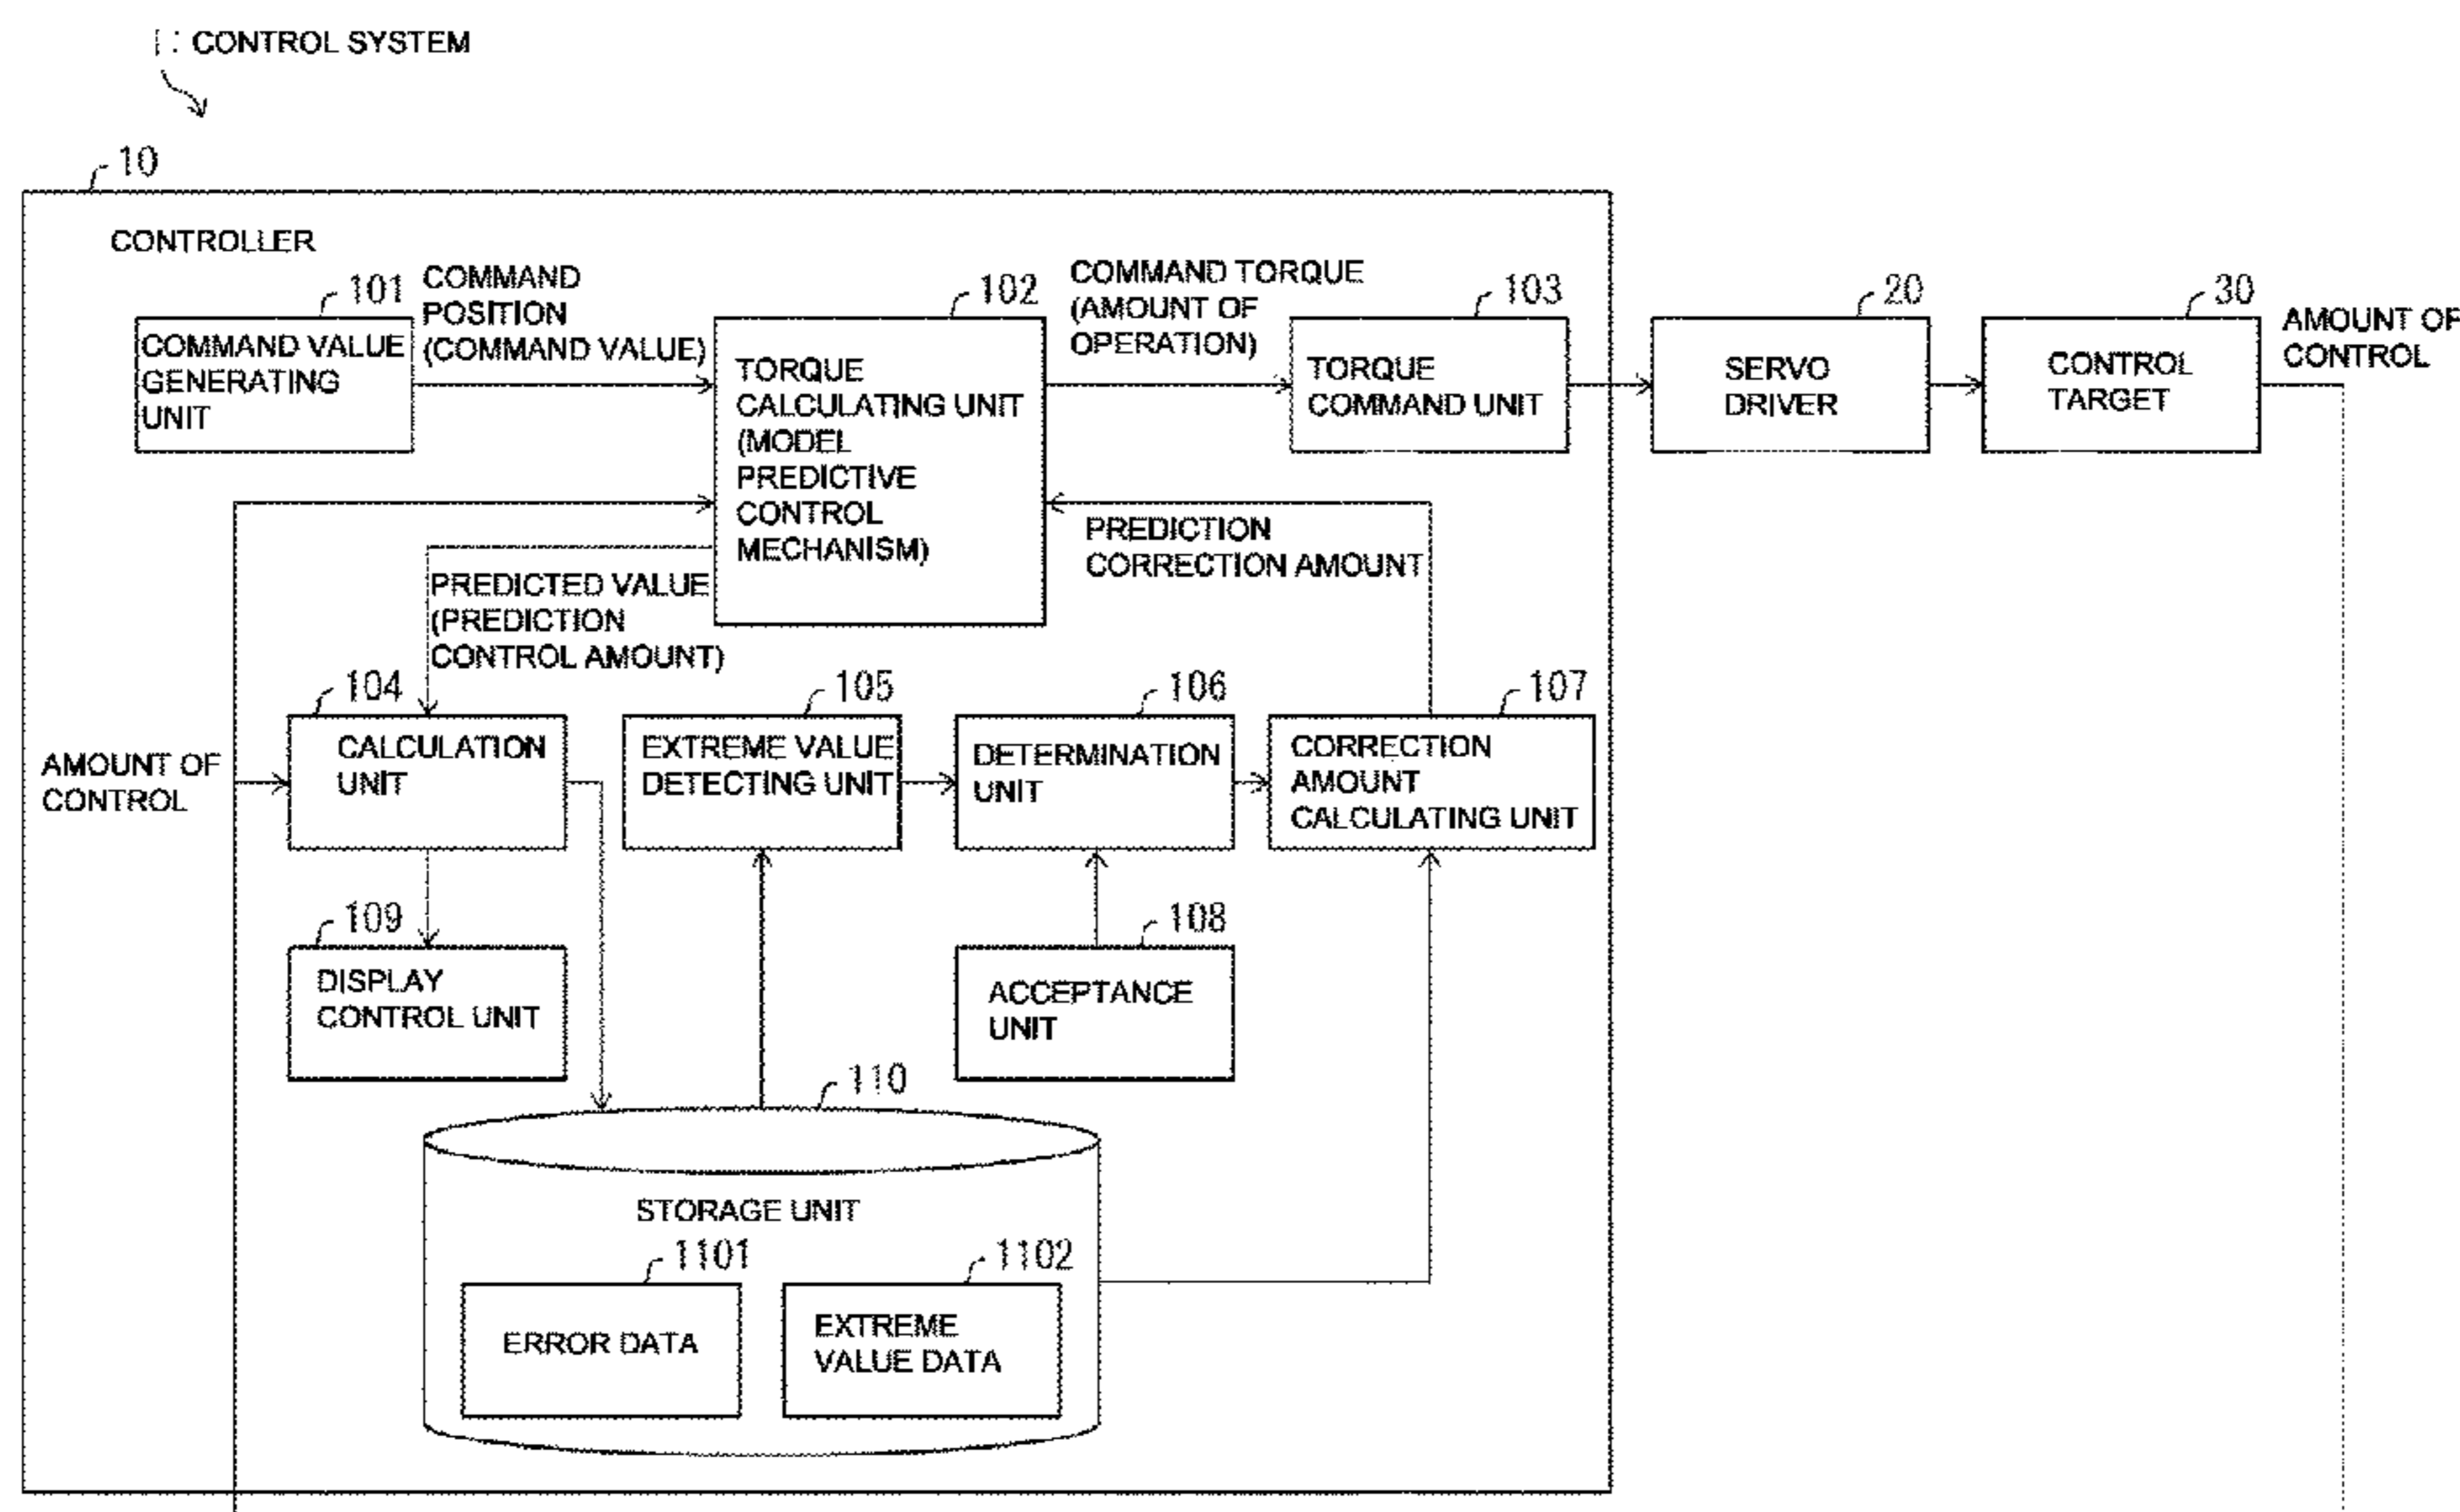 : CONTROL SYSTEM
10
CONTROLLER
101
COMMAND
POSITION
(COMMAND VALUE)
COMMAND VALUE
GENERATING
UNIT
102
TORQUE
CALCULATING UNIT
(MODEL
PREDICTIVE
CONTROL
MECHANISM)
COMMAND TORQUE
(AMOUNT OF
OPERATION)
103
TORQUE
COMMAND UNIT
20
SERVO
DRIVER
30
CONTROL
TARGET
AMOUNT OF
CONTROL
PREDICTION
CORRECTION AMOUNT
PREDICTED VALUE
(PREDICTION
CONTROL AMOUNT)
AMOUNT OF
CONTROL
104
CALCULATION
UNIT
105
EXTREME VALUE
DETECTING UNIT
106
DETERMINATION
UNIT
107
CORRECTION
AMOUNT
CALCULATING UNIT
109
DISPLAY
CONTROL UNIT
108
ACCEPTANCE
UNIT
110
STORAGE UNIT
1101
ERROR DATA
1102
EXTREME
VALUE DATA